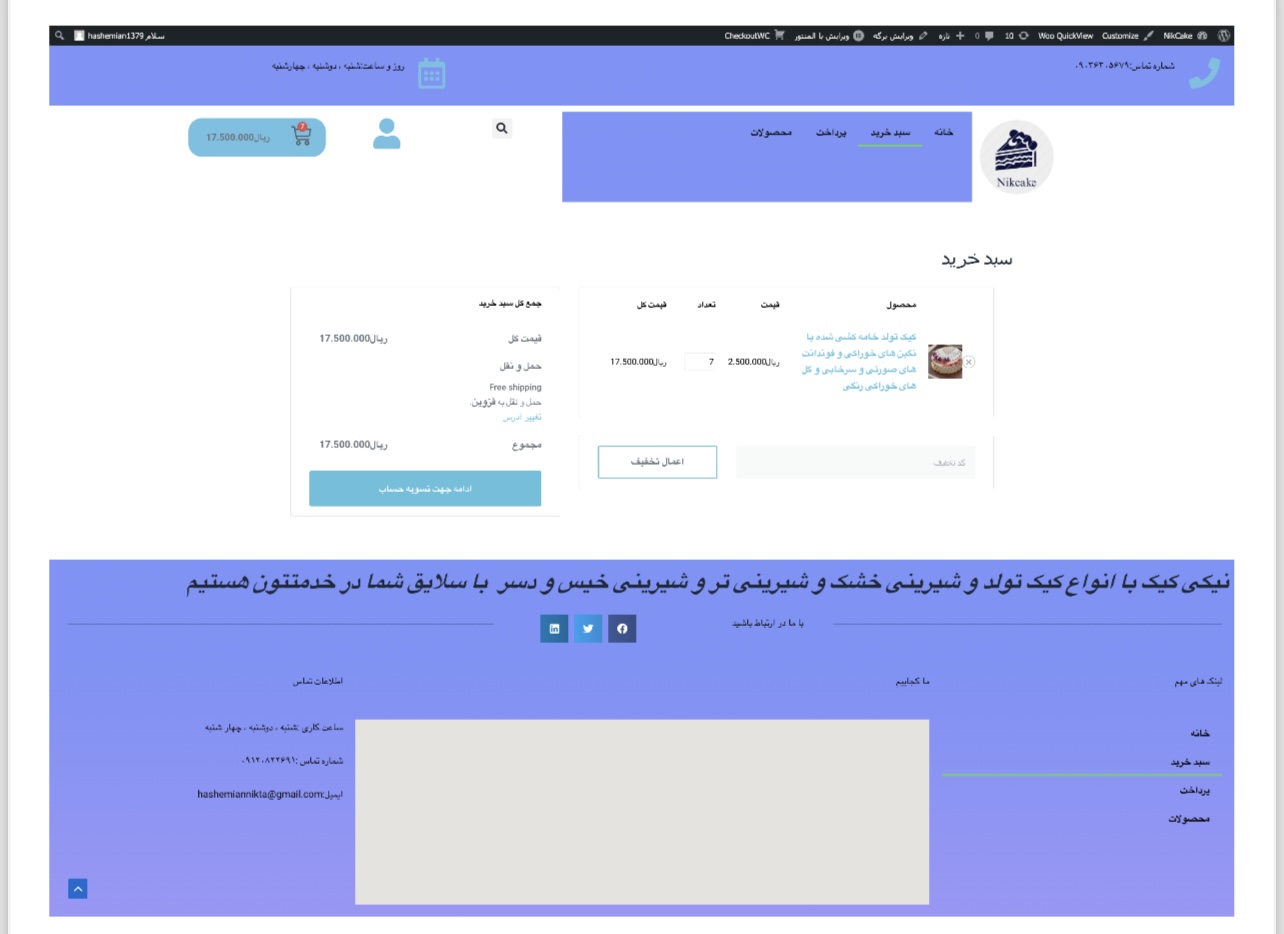 NikCake Customize Woo QuickView 10 0 تازه ویرایش برگه ویرایش با المنتور CheckoutWC سلام hashemian1379
شماره تماس:۰۹۰۳۶۳۰۵۶۷۹
روز و ساعت:شنبه ، دوشنبه ، چهارشنبه
Nikcake
خانه سبد خرید پرداخت محصولات
7
ریال17.500.000
سبد خرید
محصول قیمت تعداد قیمت کل
کیک تولد خامه کشی شده با
نگین های خوراکی و فوندانت
های صورتی و سرخابی و گل
های خوراکی رنگی
ریال2.500.000 7 ریال17.500.000
کد تخفیف
اعمال تخفیف
جمع کل سبد خرید
قیمت کل ریال17.500.000
حمل و نقل
Free shipping
حمل و نقل به قزوین.
تغییر آدرس
مجموع ریال17.500.000
ادامه جهت تسویه حساب
نیکی کیک با انواع کیک تولد و شیرینی خشک و شیرینی تر و شیرینی خیس و دسر با سلایق شما در خدمتتون هستیم
با ما در ارتباط باشید
لینک های مهم
خانه
سبد خرید
پرداخت
محصولات
ما کجاییم
اطلاعات تماس
ساعت کاری :شنبه ، دوشنبه ، چهار شنبه
شماره تماس :۰۹۱۲۰۸۲۲۶۹۱
ایمیل:hashemiannikta@gmail.com